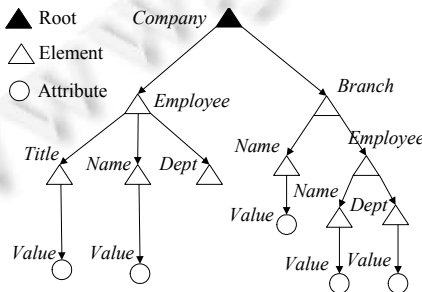 Root
Company
Element
Attribute
Employee
Branch
Title
Name
Dept
Name
Employee
Name
Dept
Value
Value
Value
Value
Value